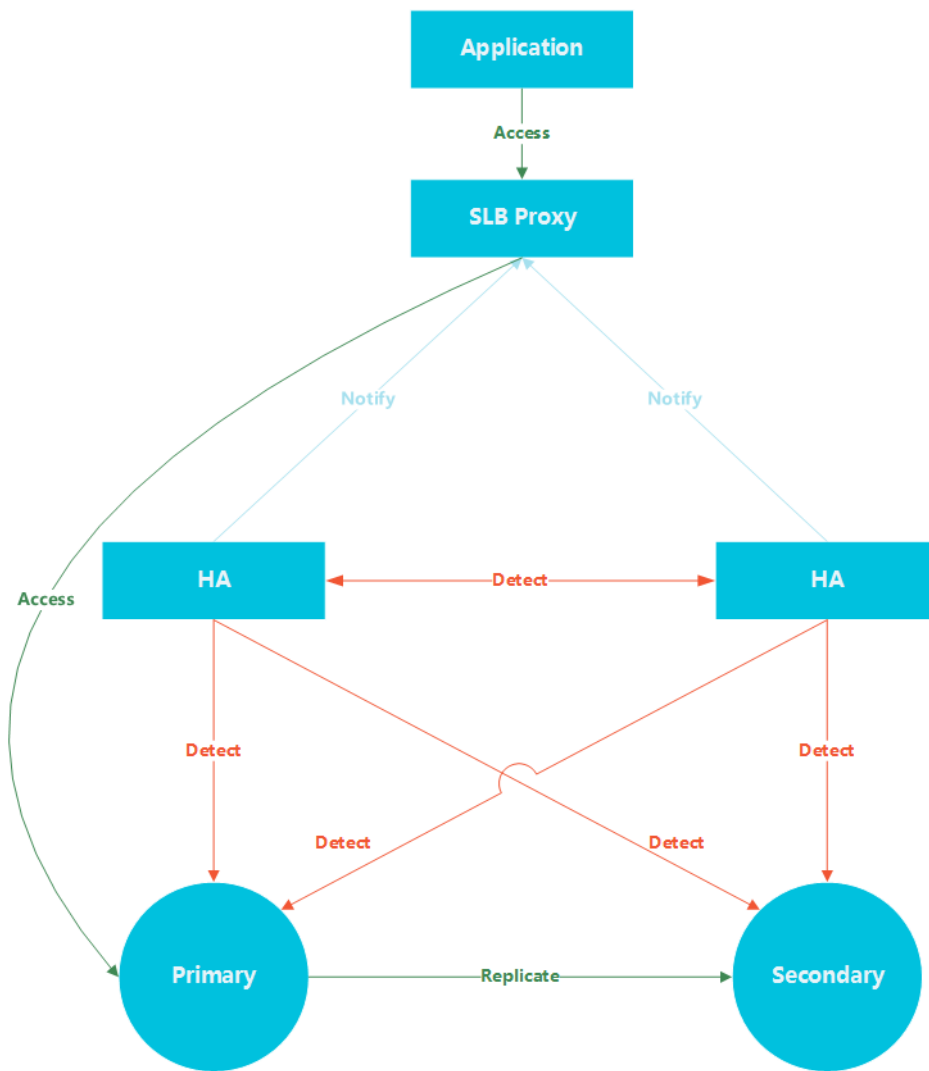 Application
Access
SLB Proxy
Notify
Notify
HA
Detect
HA
Access
Detect
Detect
Detect
Detect
Primary
Replicate
Secondary